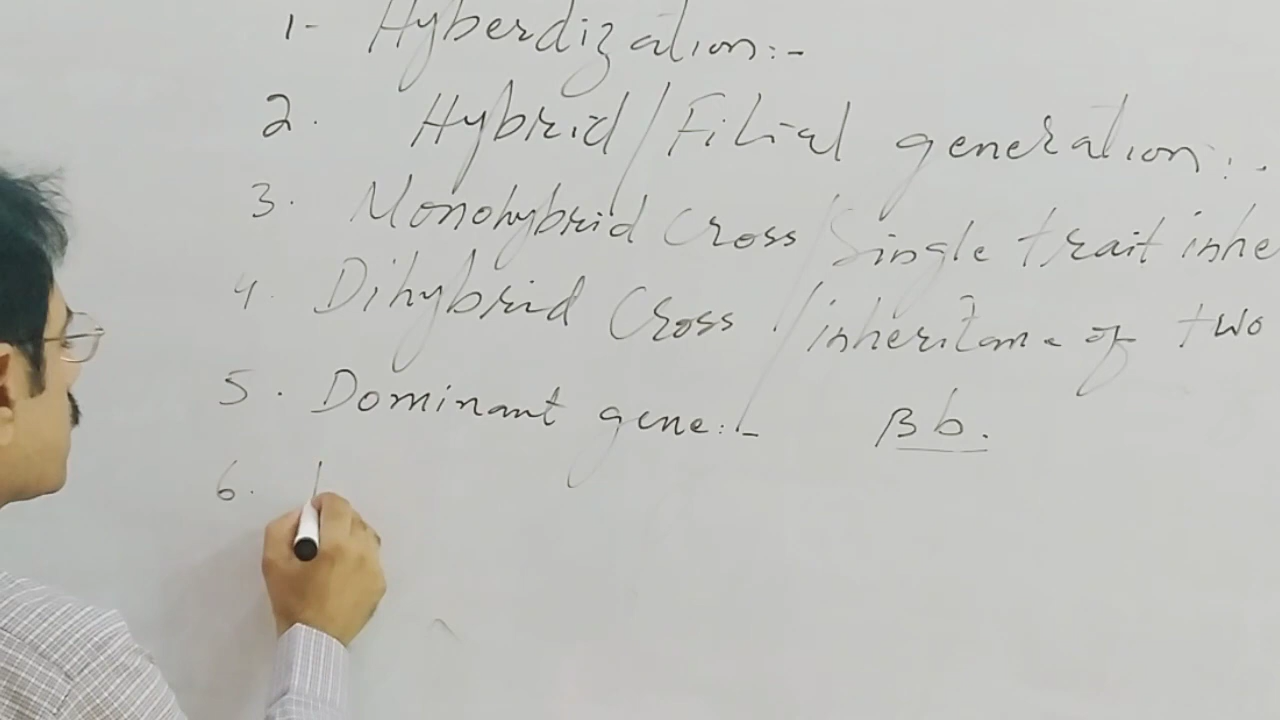 1- Hyberdization:-
2. Hybrid/Filial generation:-
3. Monohybrid Cross/Single trait inhe
4. Dihybrid Cross/inheritance of two
5. Dominant gene:- Bb.
6.